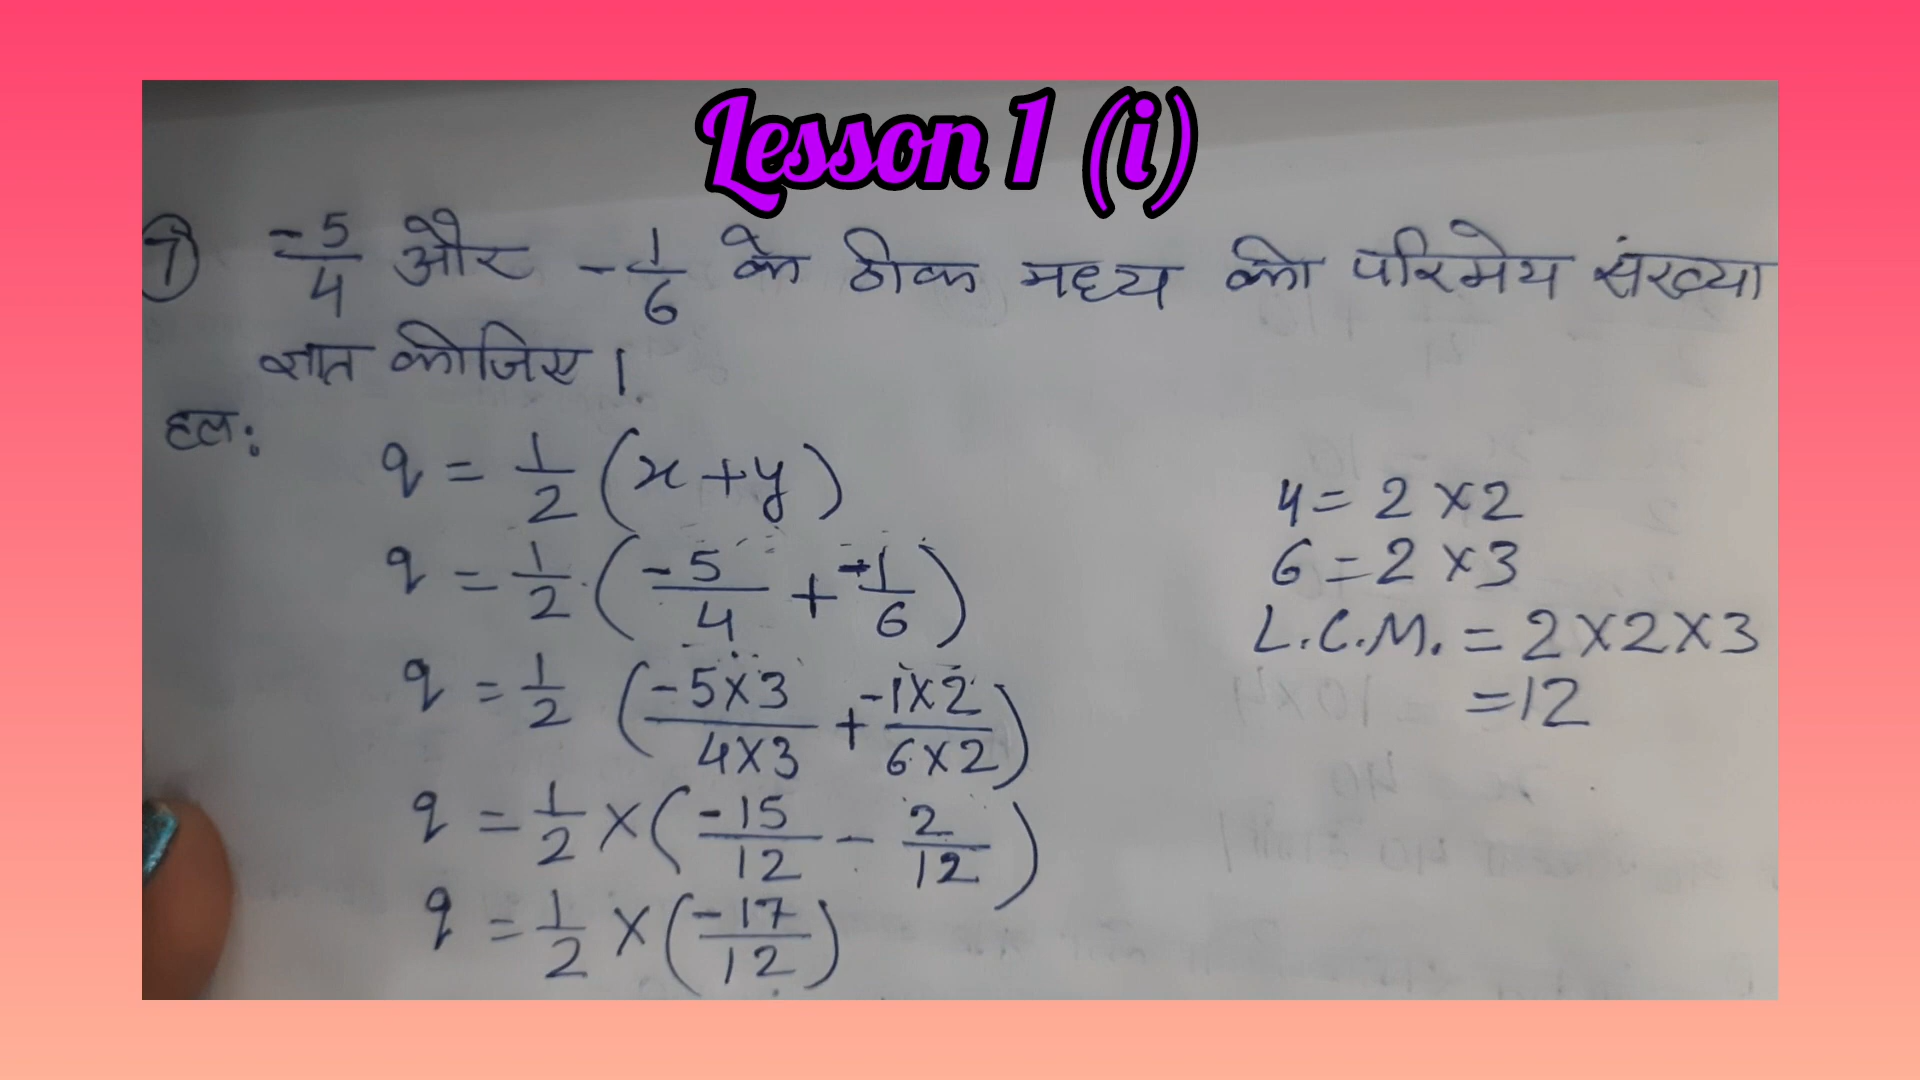 Lesson 1 (i)
7 -5/4 और -1/6 के ठीक मध्य की परिमेय संख्या
ज्ञात कीजिए।
हल:
q = 1/2 (x + y)
q = 1/2 (-5/4 + -1/6)
q = 1/2 (-5×3/4×3 + -1×2/6×2)
q = 1/2 × (-15/12 - 2/12)
q = 1/2 × (-17/12)
4 = 2 × 2
6 = 2 × 3
L.C.M. = 2×2×3
= 12